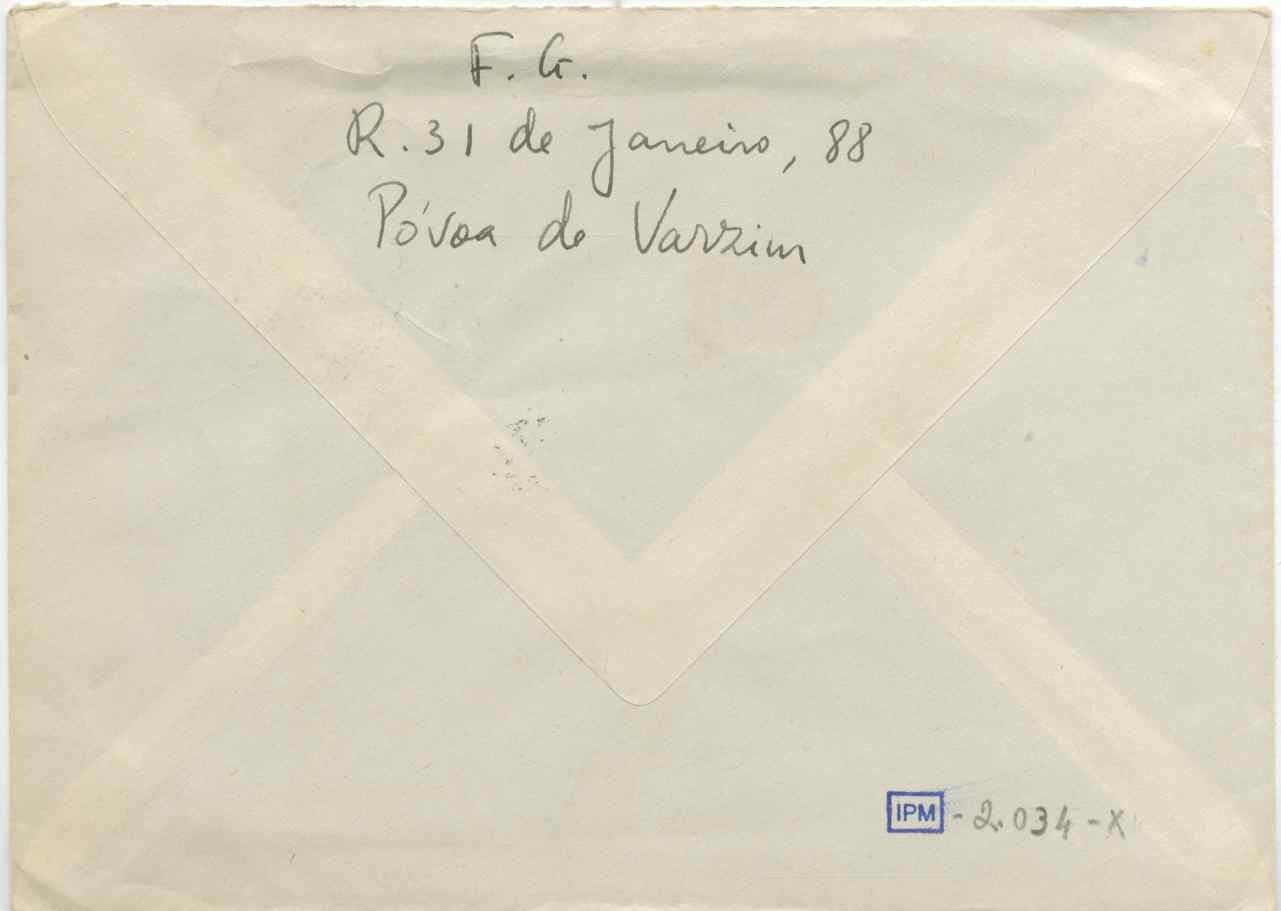 F. G.
R. 31 de Janeiro, 88
Póvoa de Varzim
IPM - 2.034 - X